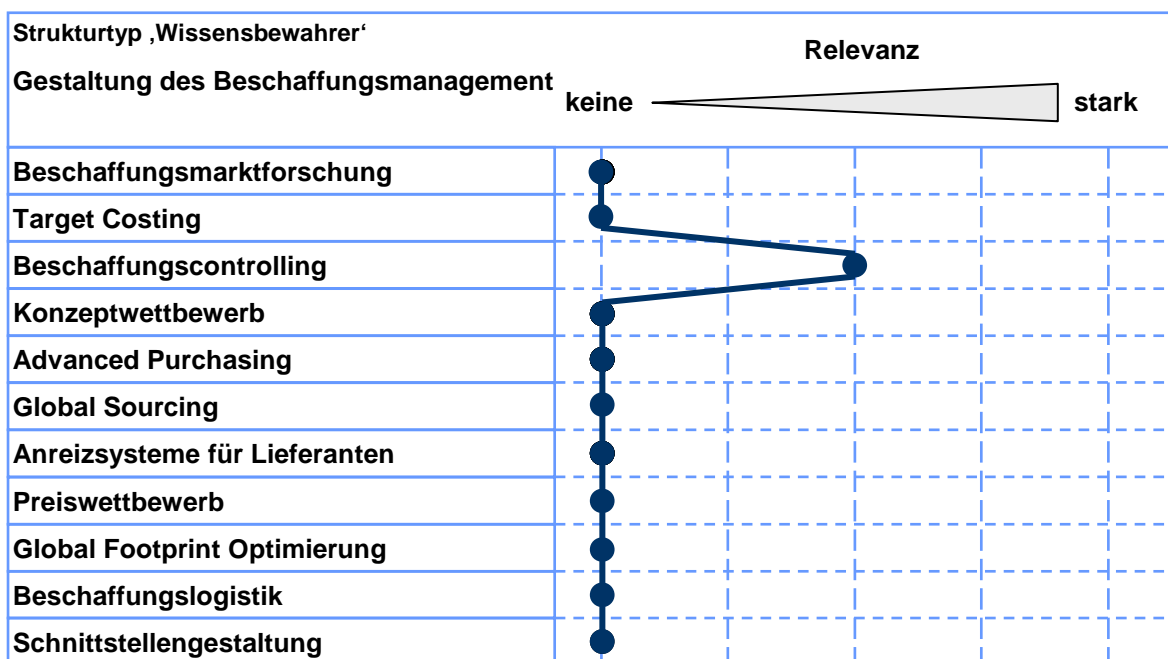 Strukturtyp ‚Wissensbewahrer‘
Gestaltung des Beschaffungsmanagement
Relevanz
keine
stark
Beschaffungsmarktforschung
Target Costing
Beschaffungscontrolling
Konzeptwettbewerb
Advanced Purchasing
Global Sourcing
Anreizsysteme für Lieferanten
Preiswettbewerb
Global Footprint Optimierung
Beschaffungslogistik
Schnittstellengestaltung